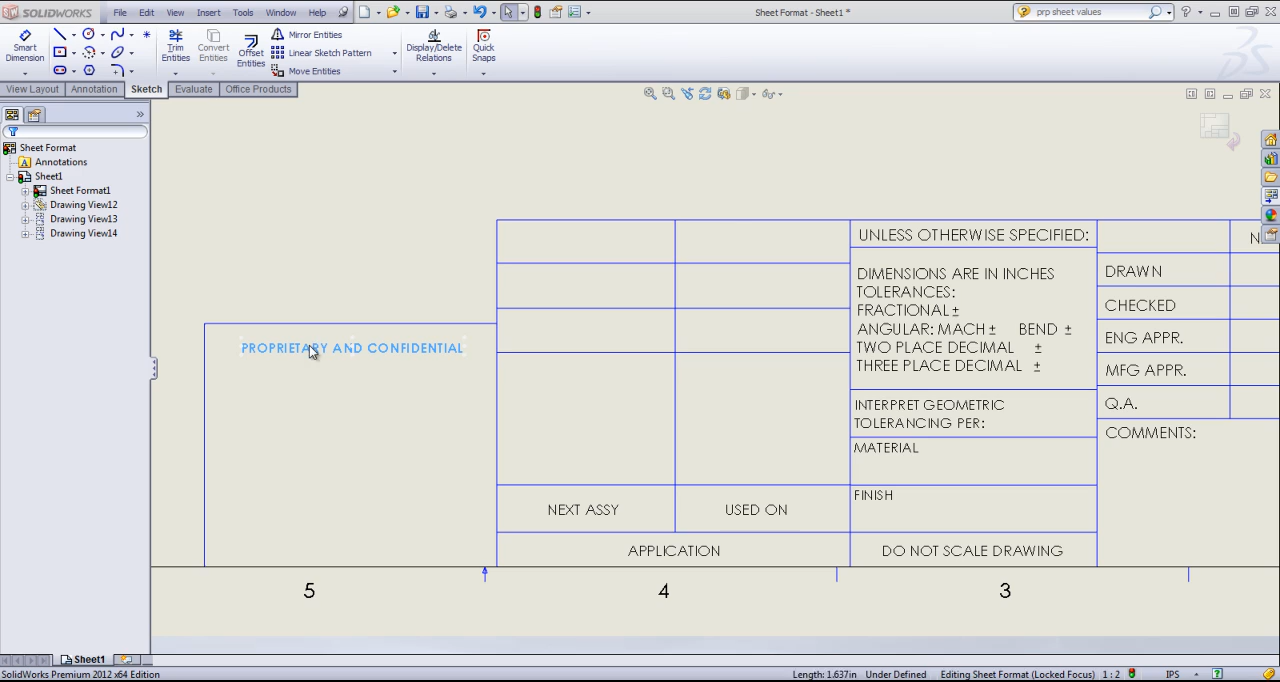 SOLIDWORKS File Edit View Insert Tools Window Help Sheet Format - Sheet1 * prp sheet values
Smart Dimension
Trim Entities
Convert Entities
Offset Entities
Mirror Entities
Linear Sketch Pattern
Move Entities
Display/Delete Relations
Quick Snaps
View Layout Annotation Sketch Evaluate Office Products
Sheet Format
Annotations
Sheet1
Sheet Format1
Drawing View12
Drawing View13
Drawing View14
PROPRIETARY AND CONFIDENTIAL
NEXT ASSY
USED ON
APPLICATION
UNLESS OTHERWISE SPECIFIED:
DIMENSIONS ARE IN INCHES
TOLERANCES:
FRACTIONAL ±
ANGULAR: MACH ± BEND ±
TWO PLACE DECIMAL ±
THREE PLACE DECIMAL ±
INTERPRET GEOMETRIC
TOLERANCING PER:
MATERIAL
FINISH
DO NOT SCALE DRAWING
N
DRAWN
CHECKED
ENG APPR.
MFG APPR.
Q.A.
COMMENTS:
5 4 3
Sheet1
SolidWorks Premium 2012 x64 Edition Length: 1.637in Under Defined Editing Sheet Format (Locked Focus) 1 : 2 IPS